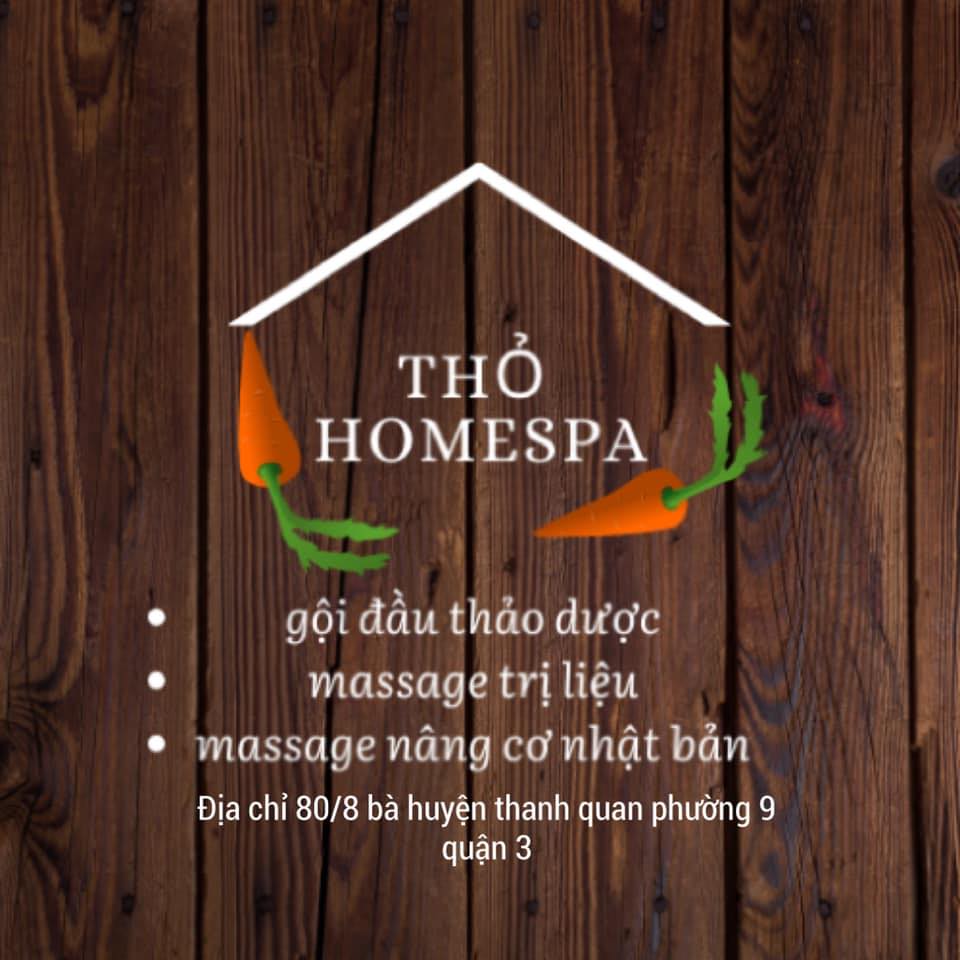 THỎ
HOMESPA
• gội đầu thảo dược
• massage trị liệu
• massage nâng cơ nhật bản
Địa chỉ 80/8 bà huyện thanh quan phường 9
quận 3